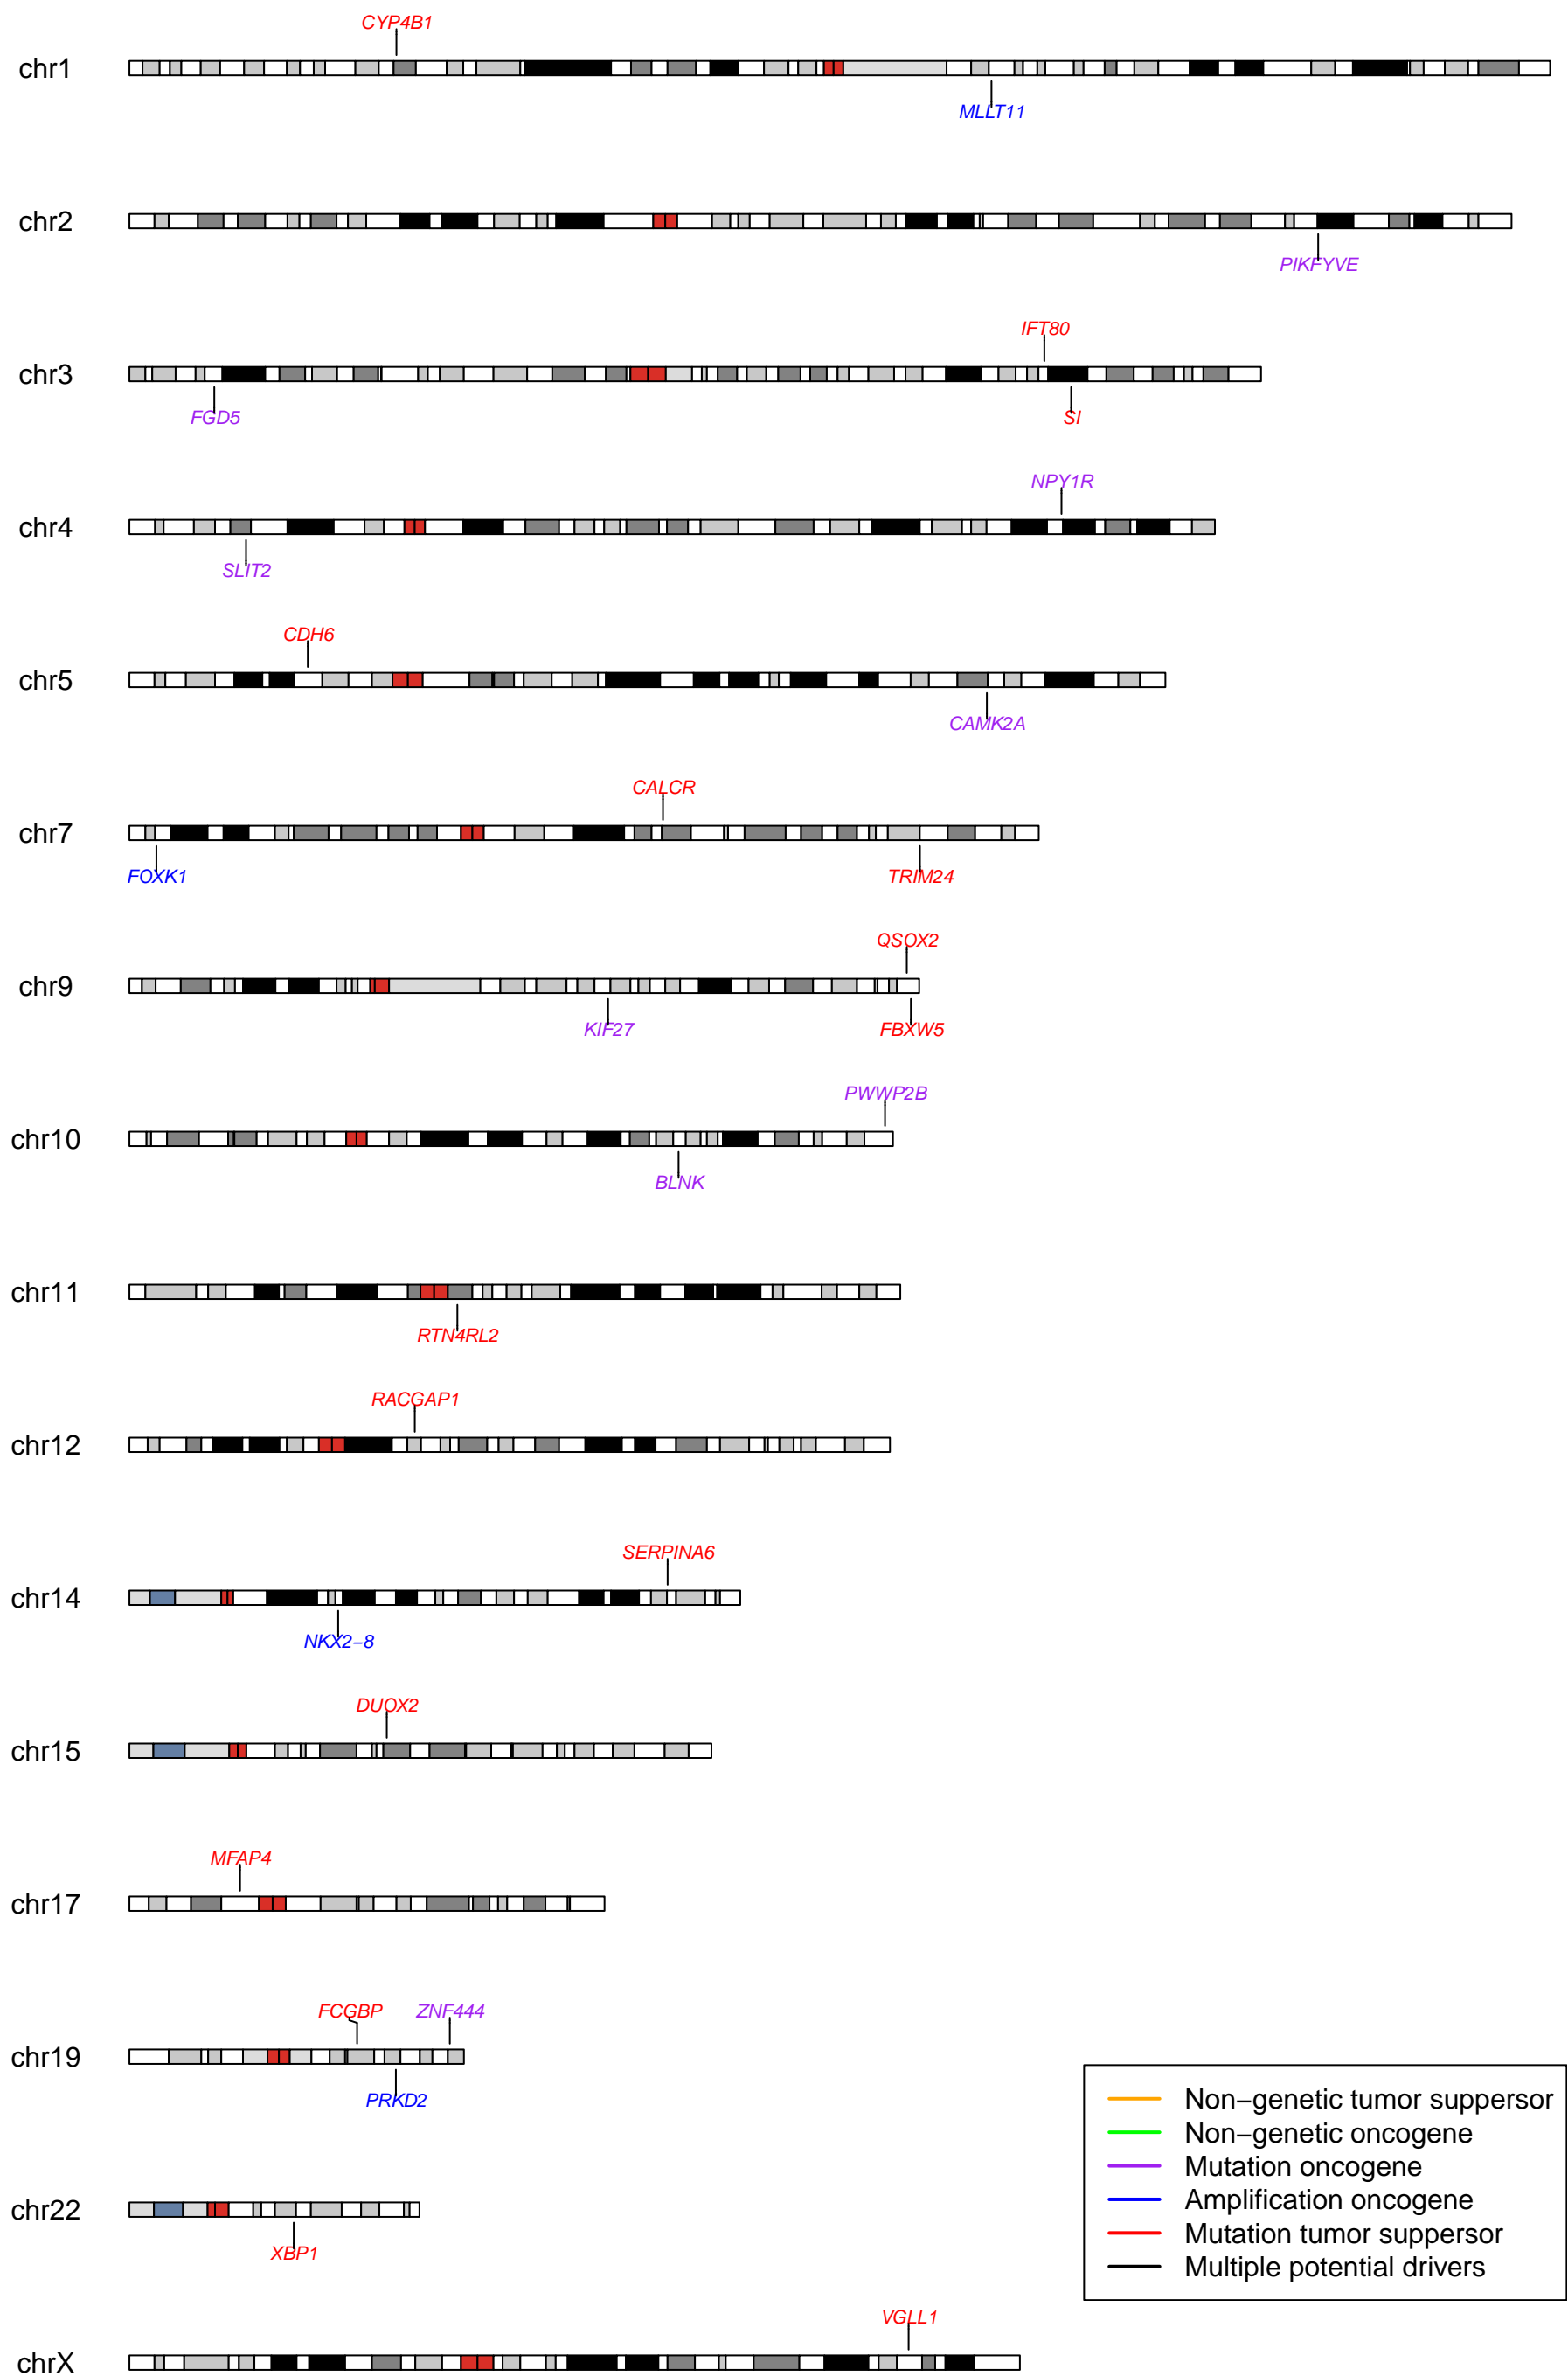 CYP4B1
chr1
MLLT11
chr2
PIKFYVE
IFT80
chr3
FGD5
SI
NPY1R
chr4
SLIT2
CDH6
chr5
CAMK2A
CALCR
chr7
FOXK1
TRIM24
QSOX2
chr9
KIF27
FBXW5
PWWP2B
chr10
BLNK
chr11
RTN4RL2
RACGAP1
chr12
SERPINA6
chr14
NKX2−8
DUOX2
chr15
MFAP4
chr17
FCGBP
ZNF444
chr19
PRKD2
Non−genetic tumor suppersor
Non−genetic oncogene
Mutation oncogene
Amplification oncogene
Mutation tumor suppersor
Multiple potential drivers
chr22
XBP1
VGLL1
chrX